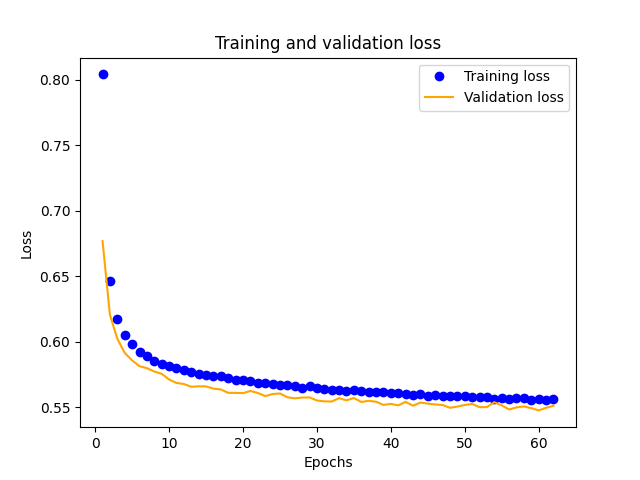 Training and validation loss
Training loss
Validation loss
0.80
0.75
0.70
0.65
0.60
0.55
Loss
0 10 20 30 40 50 60
Epochs